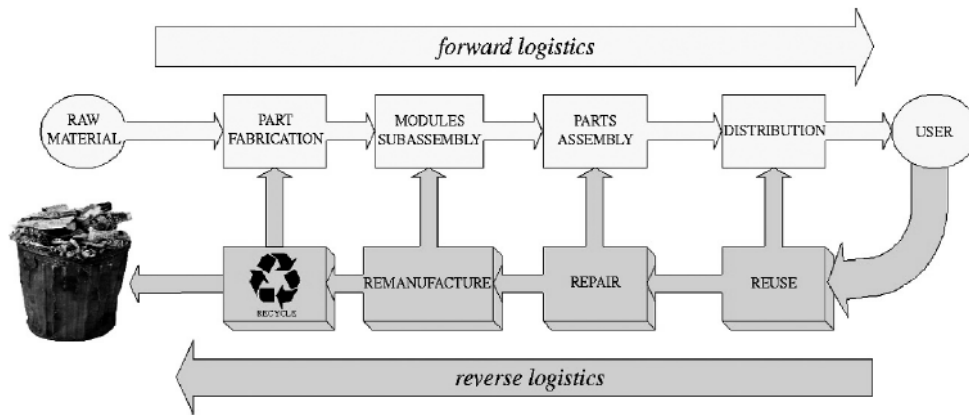 forward logistics
RAW
MATERIAL
PART
FABRICATION
MODULES
SUBASSEMBLY
PARTS
ASSEMBLY
DISTRIBUTION
USER
RECYCLE
REMANUFACTURE
REPAIR
REUSE
reverse logistics